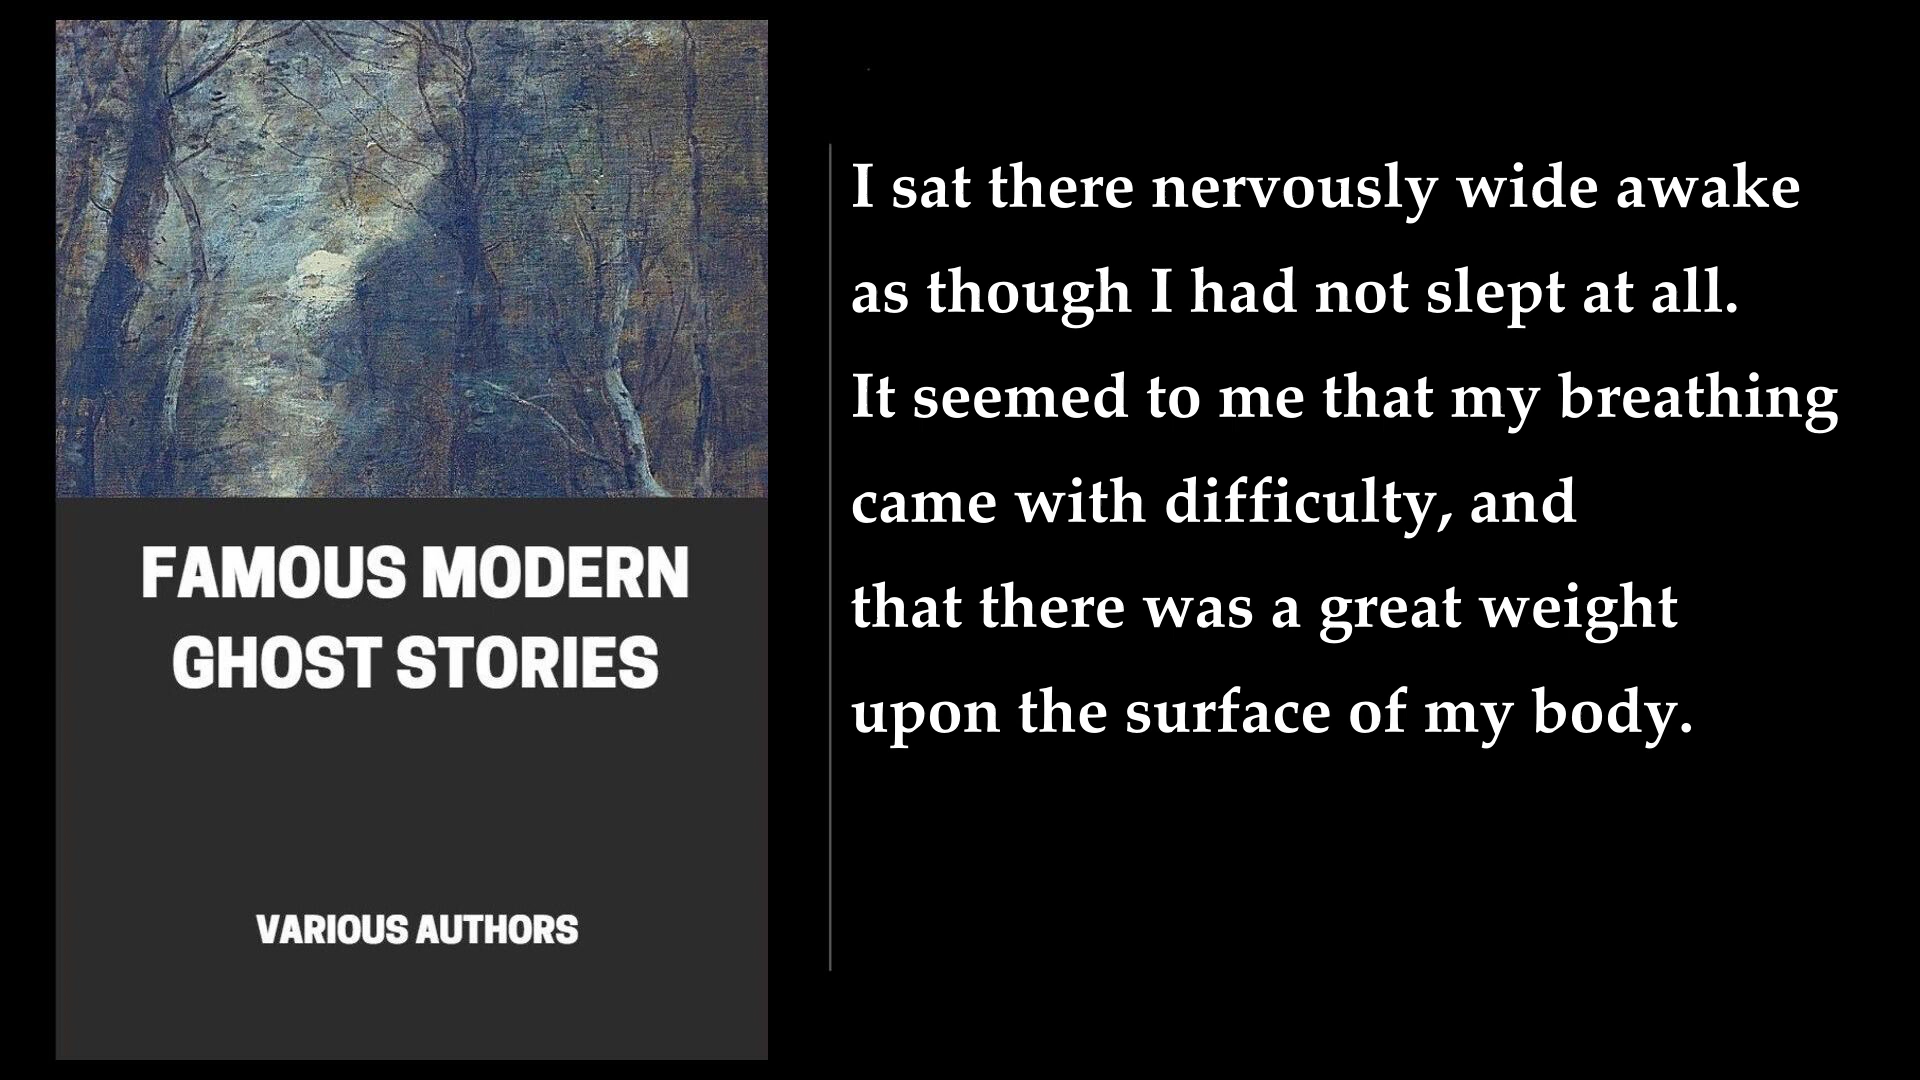 FAMOUS MODERN
GHOST STORIES
VARIOUS AUTHORS
I sat there nervously wide awake
as though I had not slept at all.
It seemed to me that my breathing
came with difficulty, and
that there was a great weight
upon the surface of my body.